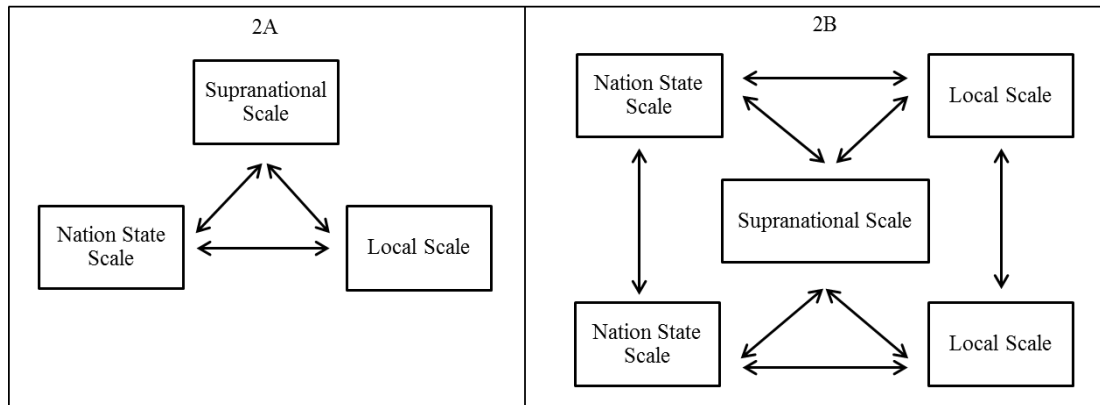 2A
Supranational
Scale
Nation State
Scale
Local Scale
2B
Nation State
Scale
Local Scale
Supranational Scale
Nation State
Scale
Local Scale